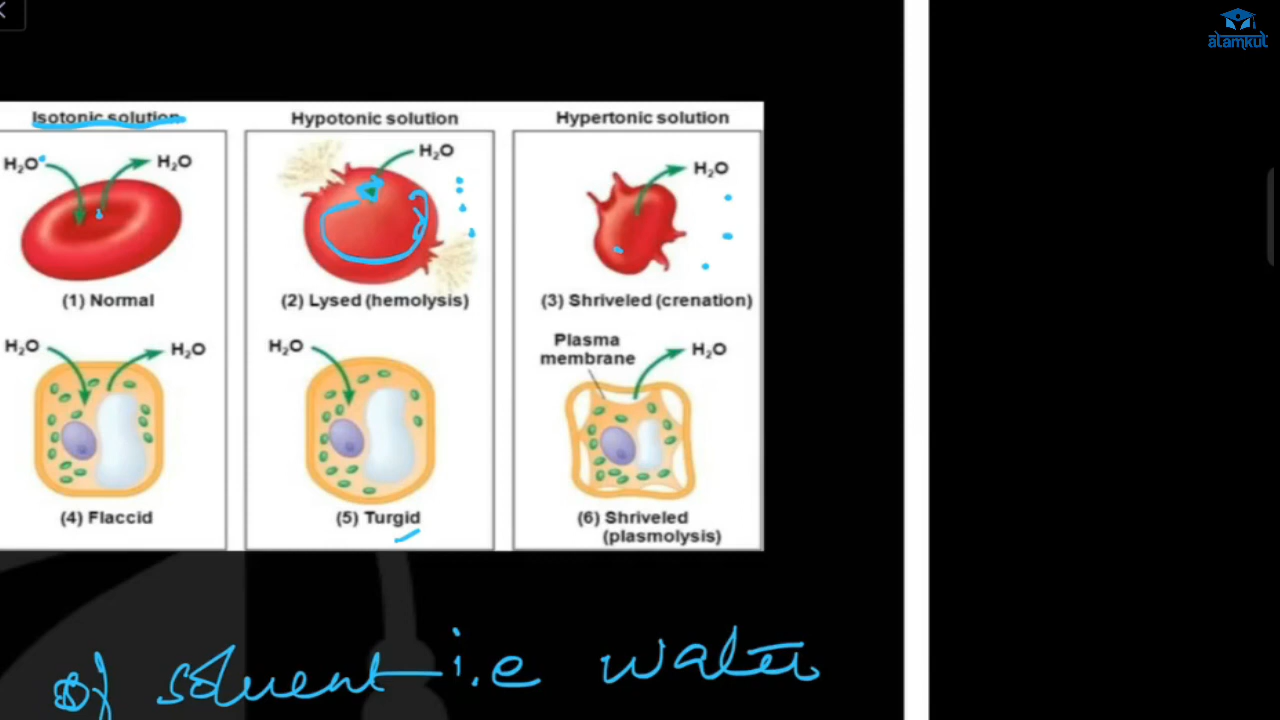 alamkut
Isotonic solution
Hypotonic solution
Hypertonic solution
H₂O
H₂O
H₂O
H₂O
(1) Normal
(2) Lysed (hemolysis)
(3) Shriveled (crenation)
H₂O
H₂O
H₂O
Plasma
membrane
H₂O
(4) Flaccid
(5) Turgid
(6) Shriveled
(plasmolysis)
of solvent i.e water